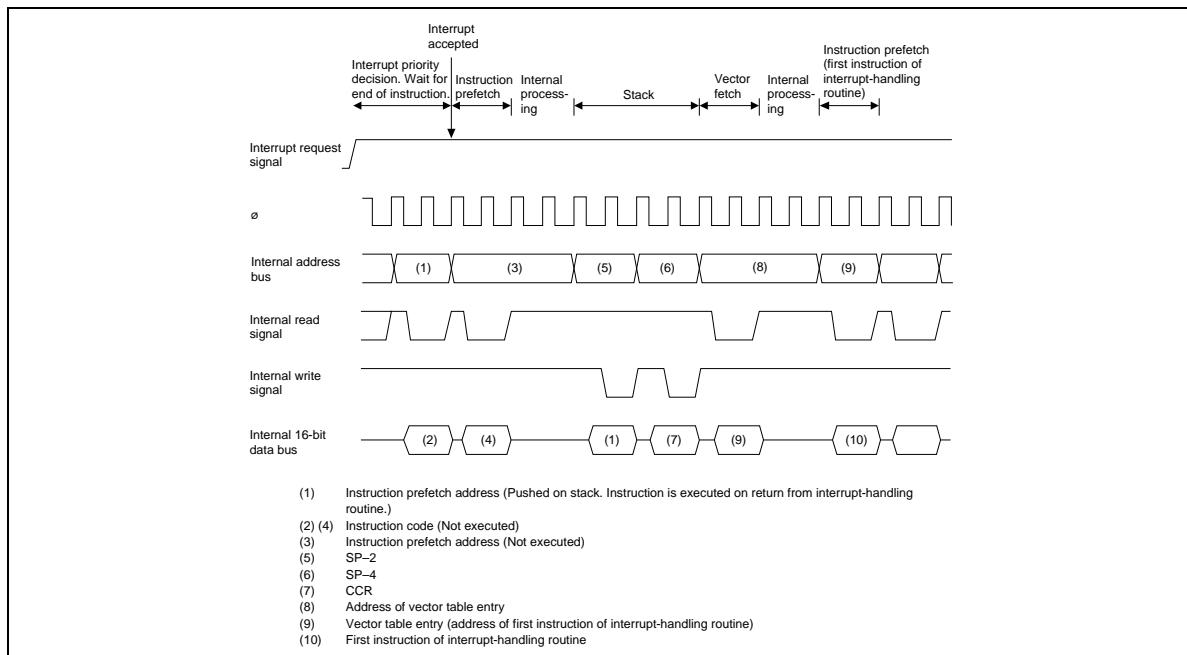 Interrupt
accepted
Interrupt priority
decision. Wait for
end of instruction.
Instruction
prefetch
Internal
process-
ing
Stack
Vector
fetch
Internal
process-
ing
Instruction prefetch
(first instruction of
interrupt-handling
routine)
Interrupt request
signal
ø
Internal address
bus
(1) (3) (5) (6) (8) (9)
Internal read
signal
Internal write
signal
Internal 16-bit
data bus
(2) (4) (1) (7) (9) (10)
(1) Instruction prefetch address (Pushed on stack. Instruction is executed on return from interrupt-handling
routine.)
(2) (4) Instruction code (Not executed)
(3) Instruction prefetch address (Not executed)
(5) SP–2
(6) SP–4
(7) CCR
(8) Address of vector table entry
(9) Vector table entry (address of first instruction of interrupt-handling routine)
(10) First instruction of interrupt-handling routine